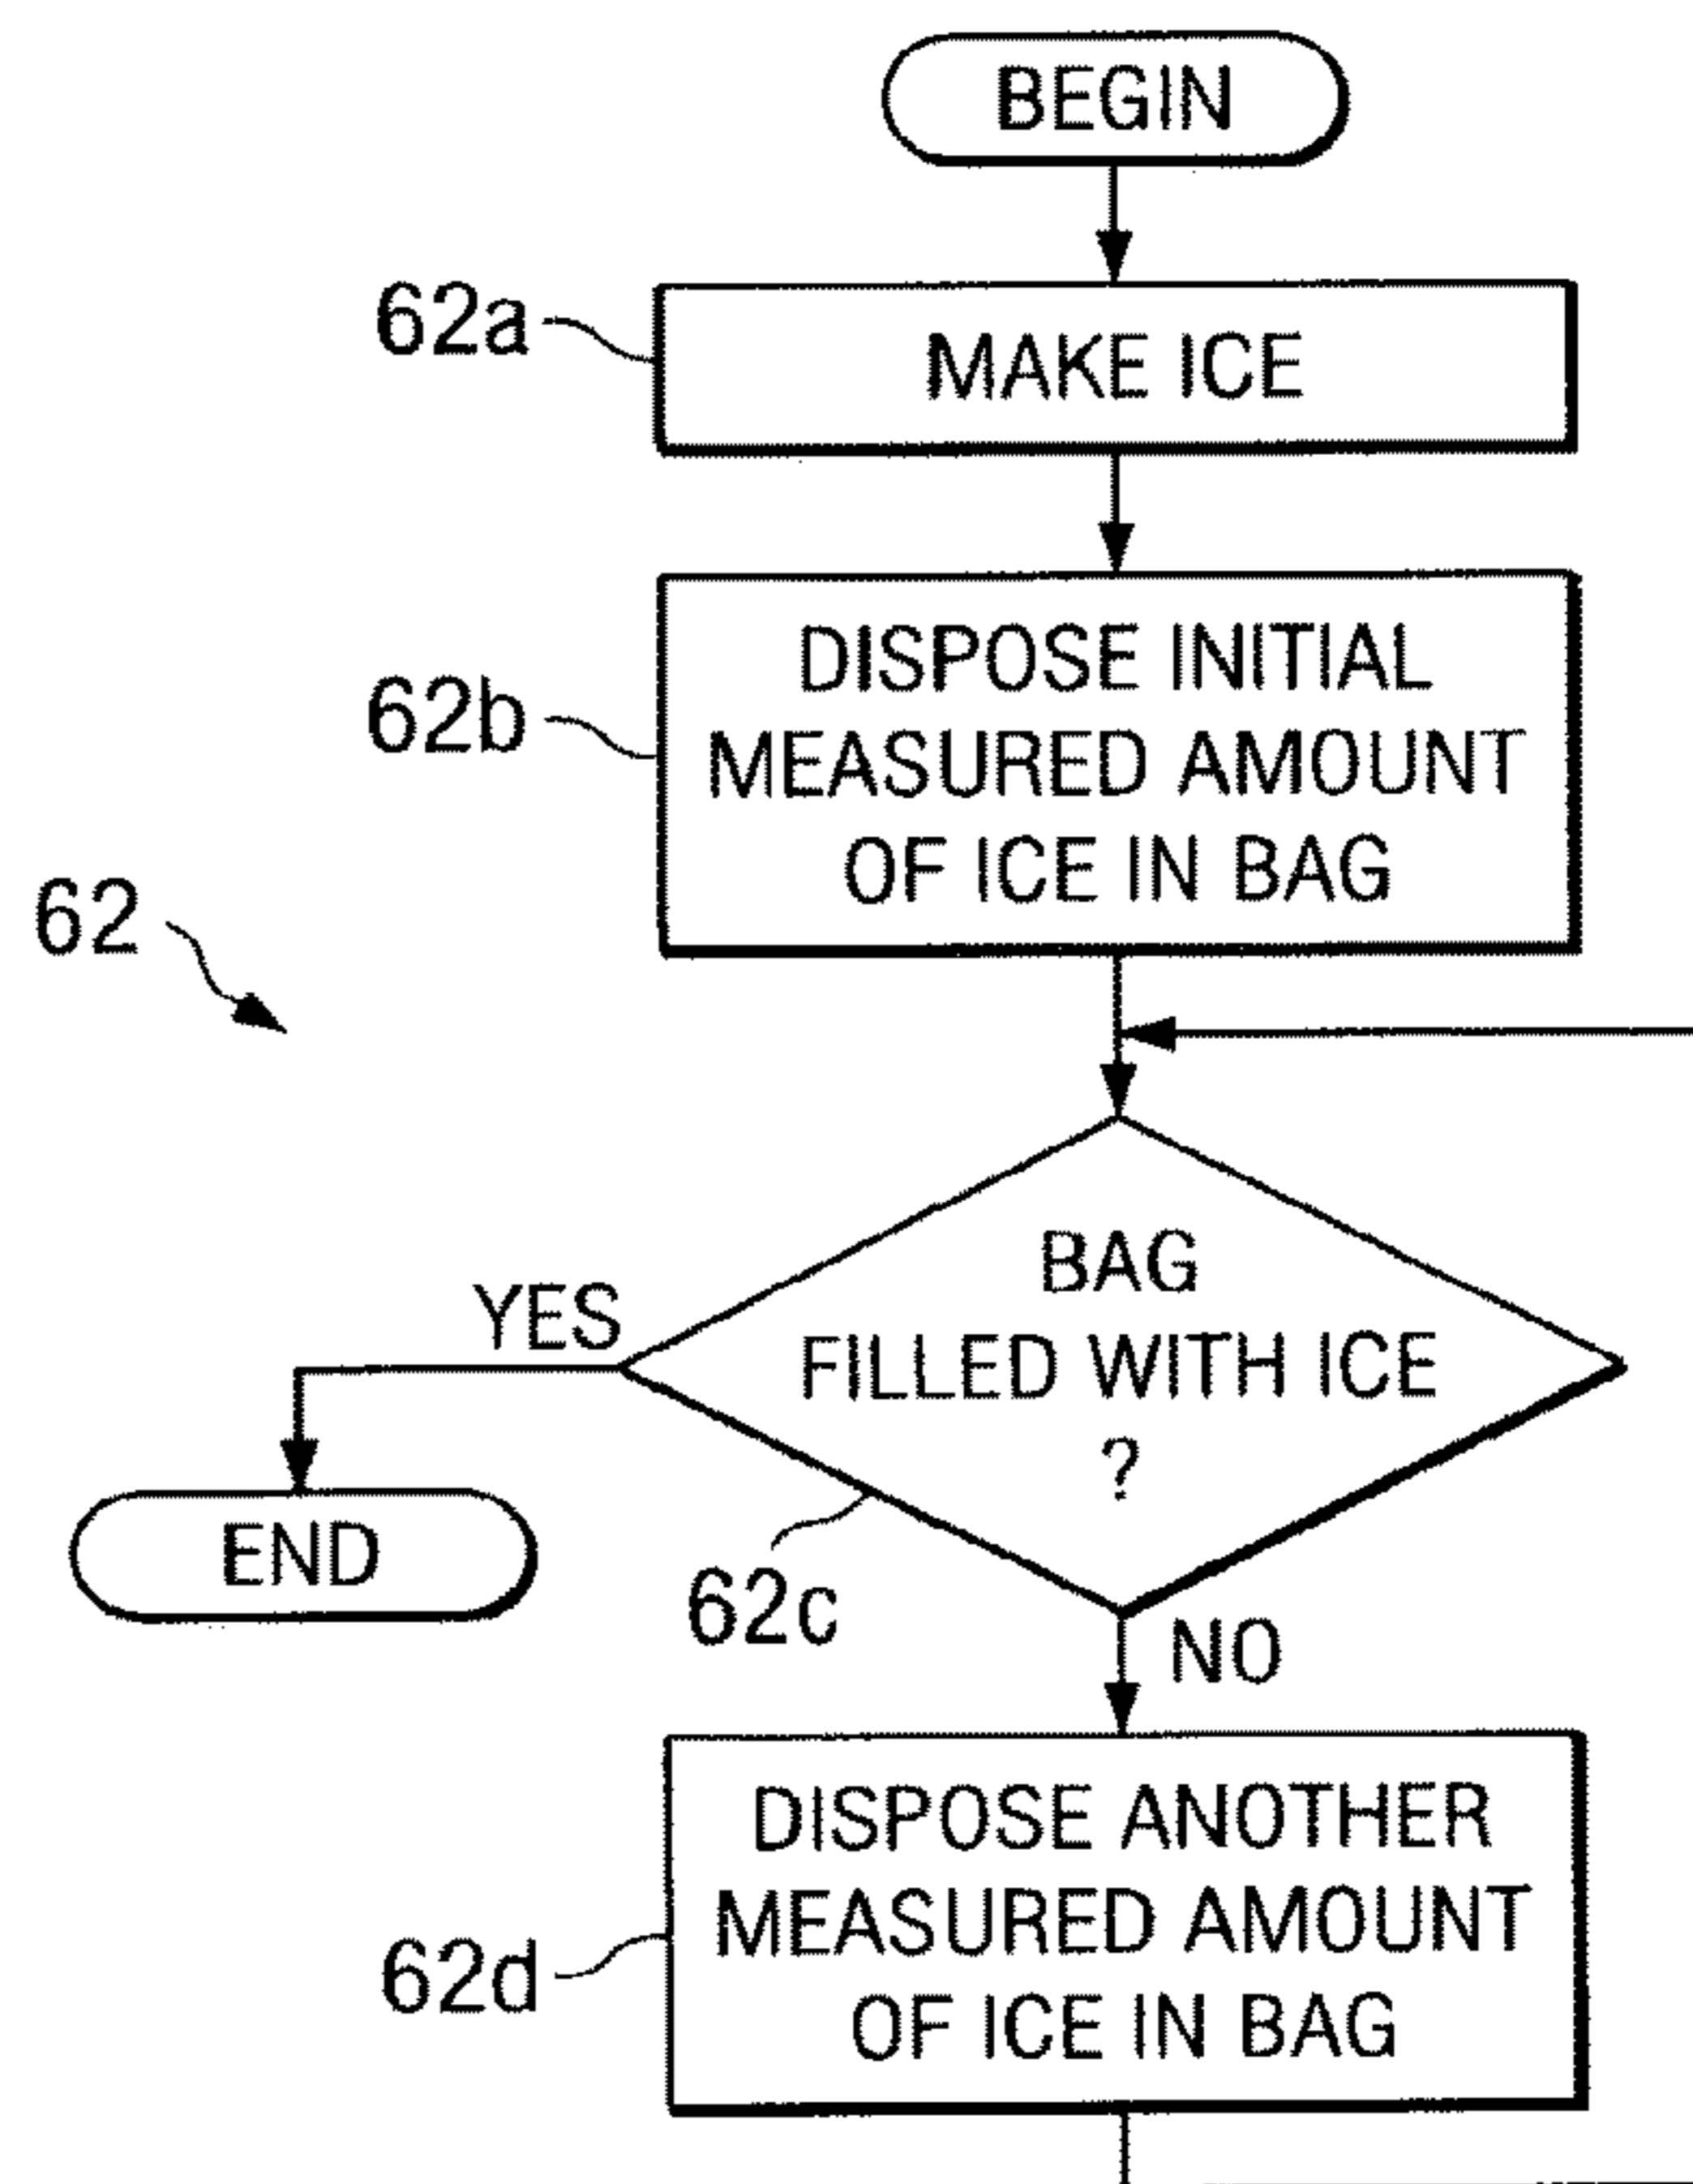 BEGIN
62a
MAKE ICE
62b
DISPOSE INITIAL
MEASURED AMOUNT
OF ICE IN BAG
62
BAG
FILLED WITH ICE
?
YES
END
62c
NO
DISPOSE ANOTHER
MEASURED AMOUNT
OF ICE IN BAG
62d